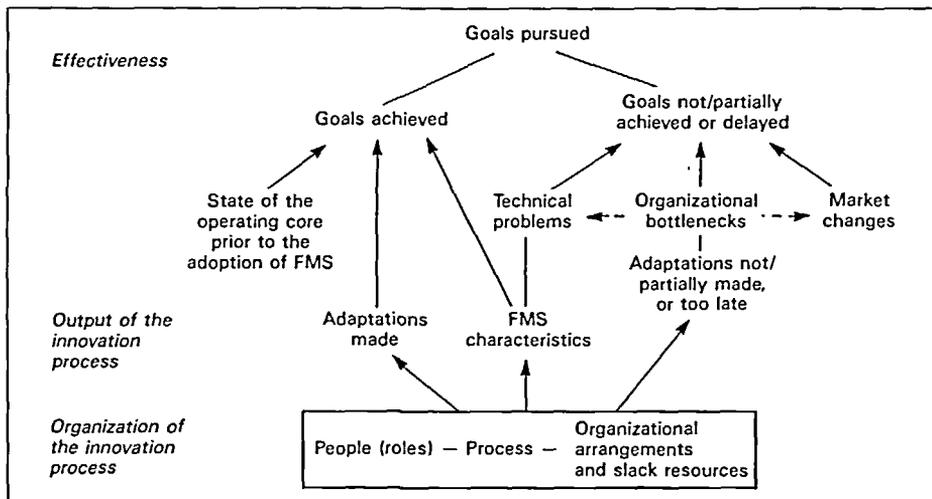 Goals pursued
Effectiveness
Goals achieved
Goals not/partially
achieved or delayed
State of the
operating core
prior to the
adoption of FMS
Technical
problems
Organizational
bottlenecks
Market
changes
Adaptations not/
partially made,
or too late
Output of the
innovation
process
Adaptations
made
FMS
characteristics
Organization of
the innovation
process
People (roles) — Process —
Organizational
arrangements
and slack resources